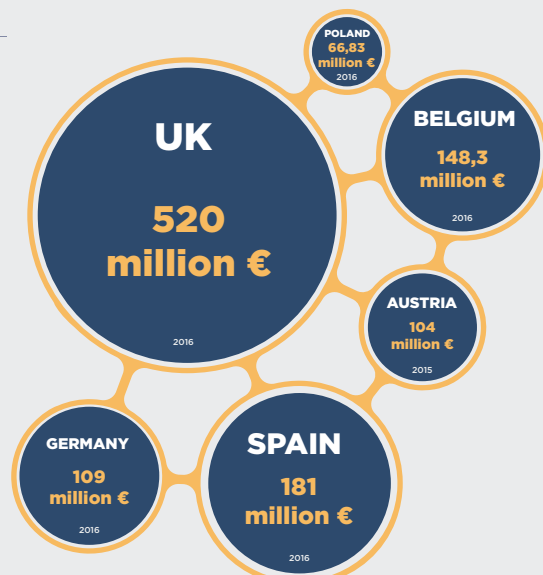 POLAND
66,83
million €
2016
UK
520
million €
2016
BELGIUM
148,3
million €
2016
AUSTRIA
104
million €
2015
GERMANY
109
million €
2016
SPAIN
181
million €
2016